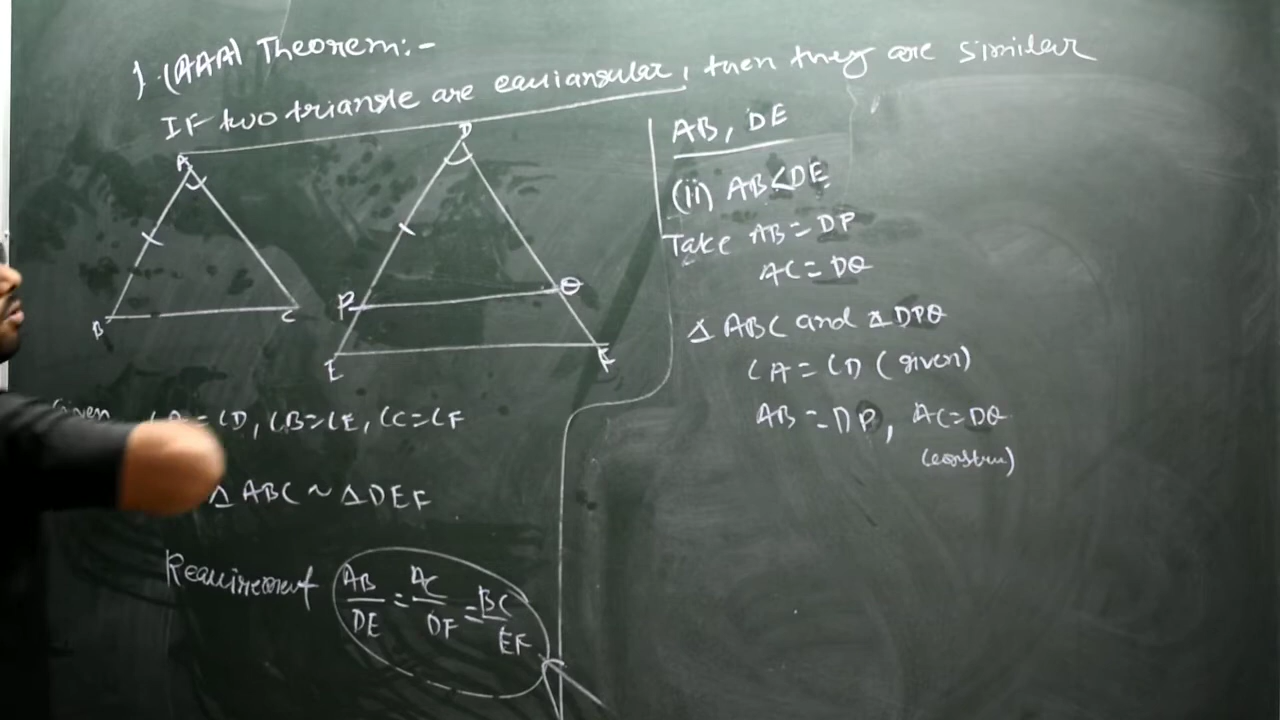 1. (AAA) Theorem:-
IF two triangle are equiangular, then they are similar
A
B
C
D
P
Q
E
F
Given ∠A = ∠D, ∠B = ∠E, ∠C = ∠F
Δ ABC ~ Δ DEF
Requirement AB/DE = AC/DF = BC/EF
AB, DE
(ii) AB < DE
Take AB = DP
AC = DQ
Δ ABC and Δ DPQ
∠A = ∠D (given)
AB = DP, AC = DQ
(constru)